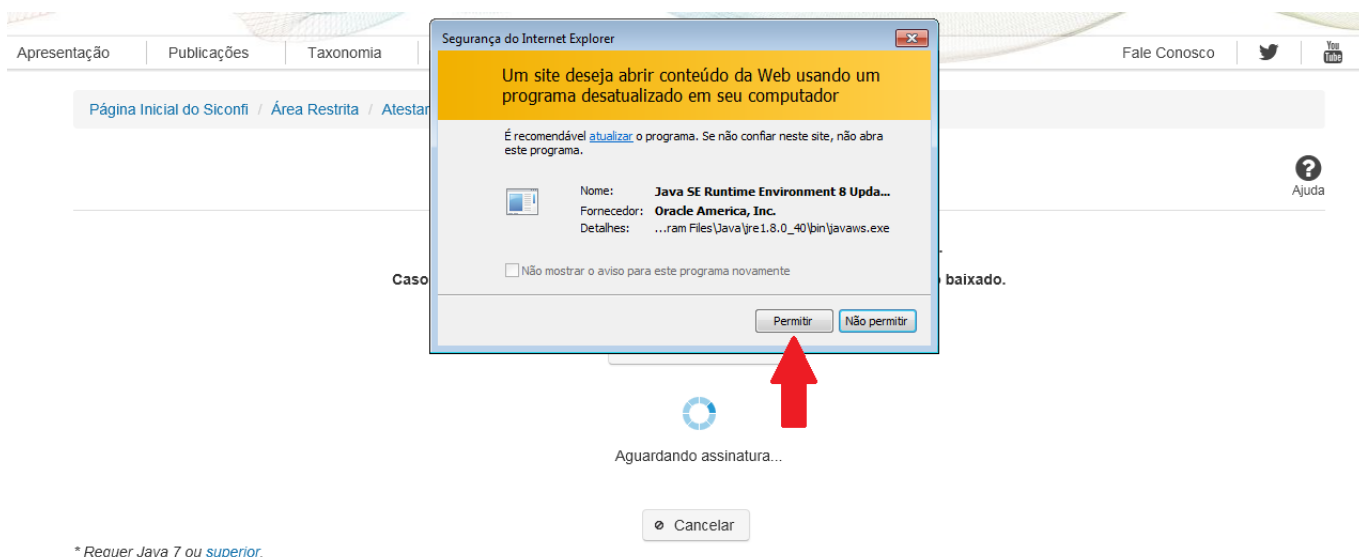 Apresentação Publicações Taxonomia Fale Conosco You Tube
Segurança do Internet Explorer
Um site deseja abrir conteúdo da Web usando um
programa desatualizado em seu computador
Página Inicial do Siconfi / Área Restrita / Atestar
É recomendável atualizar o programa. Se não confiar neste site, não abra
este programa.
Ajuda
Nome: Java SE Runtime Environment 8 Upda...
Fornecedor: Oracle America, Inc.
Detalhes: ...ram Files\Java\jre1.8.0_40\bin\javaws.exe
Não mostrar o aviso para este programa novamente
Caso baixado.
Permitir Não permitir
Aguardando assinatura...
Cancelar
* Requer Java 7 ou superior.